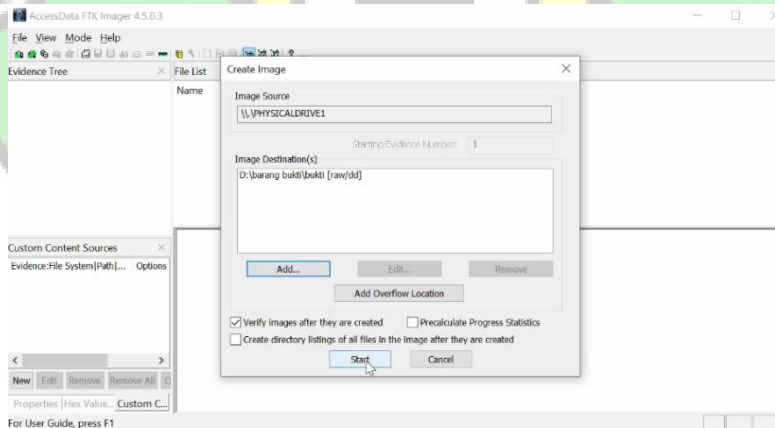 AccessData FTK Imager 4.5.0.3
File View Mode Help
Evidence Tree
File List
Name
Create Image
Image Source
\\.\PHYSICALDRIVE1
Starting Evidence Number: 1
Image Destination(s)
D:\barang bukti\bukti [raw/dd]
Add... Edit... Remove
Add Overflow Location
Verify images after they are created Precalculate Progress Statistics
Create directory listings of all files in the image after they are created
Start Cancel
Custom Content Sources
Evidence:File System|Path|... Options
New Edit Remove Remove All C
Properties Hex Value... Custom C...
For User Guide, press F1